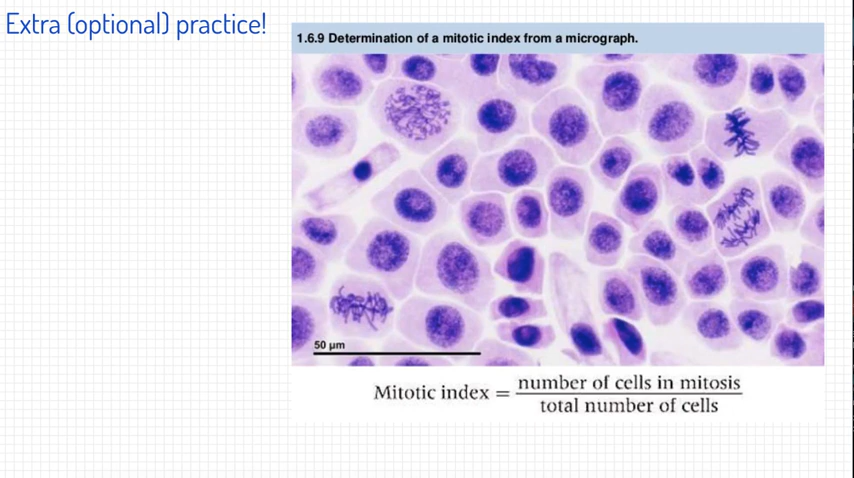 Extra (optional) practice!
1.6.9 Determination of a mitotic index from a micrograph.
50 µm
Mitotic index = number of cells in mitosis
total number of cells